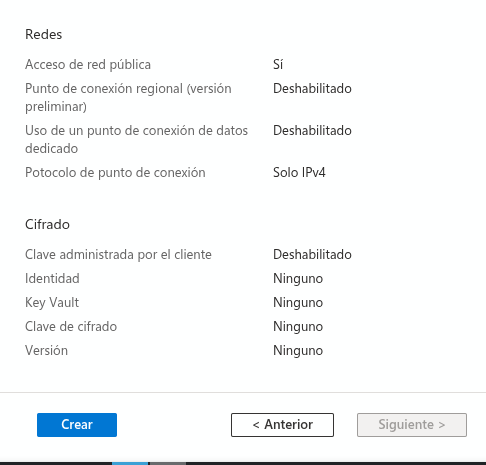 Redes
Acceso de red pública Sí
Punto de conexión regional (versión Deshabilitado
preliminar)
Uso de un punto de conexión de datos Deshabilitado
dedicado
Potocolo de punto de conexión Solo IPv4
Cifrado
Clave administrada por el cliente Deshabilitado
Identidad Ninguno
Key Vault Ninguno
Clave de cifrado Ninguno
Versión Ninguno
Crear < Anterior Siguiente >